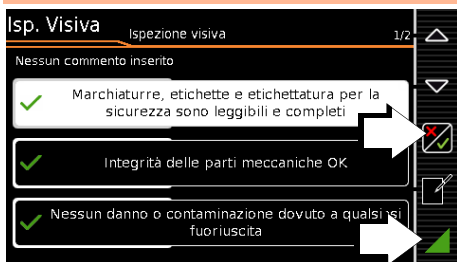 Isp. Visiva
Ispezione visiva
1/2
Nessun commento inserito
Marchiaturre, etichette e etichettatura per la
sicurezza sono leggibili e completi
Integrità delle parti meccaniche OK
Nessun danno o contaminazione dovuto a qualsiasi
fuoriuscita